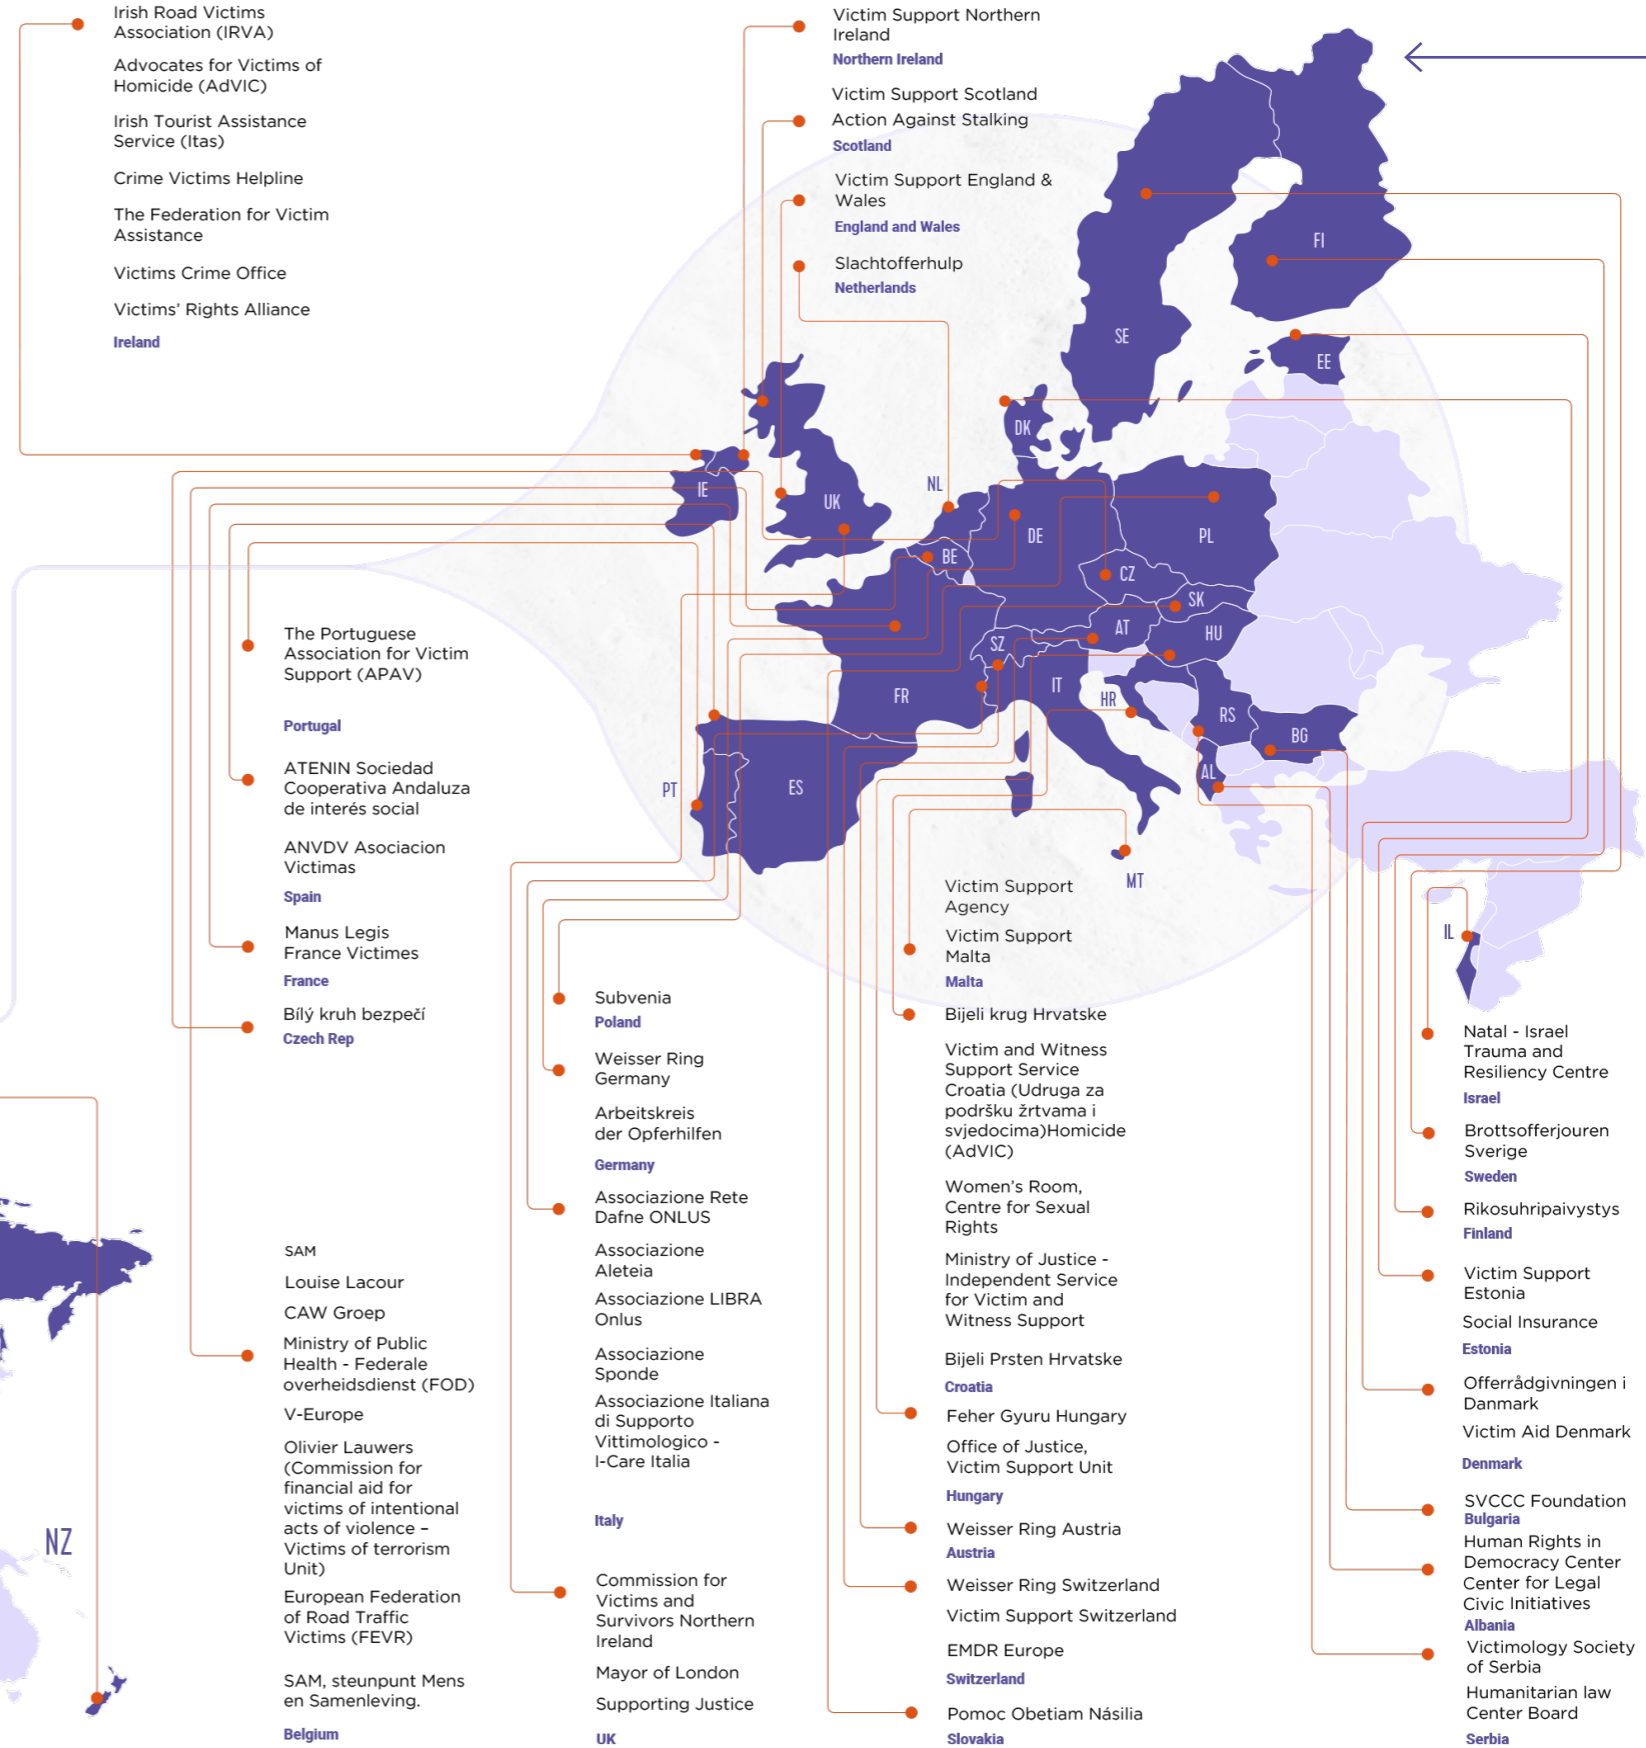 Irish Road Victims
Association (IRVA)
Advocates for Victims of
Homicide (AdVIC)
Irish Tourist Assistance
Service (Itas)
Crime Victims Helpline
The Federation for Victim
Assistance
Victims Crime Office
Victims’ Rights Alliance
Ireland
Victim Support Northern
Ireland
Northern Ireland
Victim Support Scotland
Action Against Stalking
Scotland
Victim Support England &
Wales
England and Wales
Slachtofferhulp
Netherlands
FI
SE
EE
DK
NL
IE
UK
DE
PL
BE
CZ
SK
AT
HU
SZ
IT
FR
HR
RS
BG
AL
PT
ES
MT
IL
The Portuguese
Association for Victim
Support (APAV)
Portugal
ATENIN Sociedad
Cooperativa Andaluza
de interés social
ANVDV Asociacion
Victimas
Spain
Manus Legis
France Victimes
France
Bílý kruh bezpečí
Czech Rep
SAM
Louise Lacour
CAW Groep
Ministry of Public
Health - Federale
overheidsdienst (FOD)
V-Europe
Olivier Lauwers
(Commission for
financial aid for
victims of intentional
acts of violence –
Victims of terrorism
Unit)
European Federation
of Road Traffic
Victims (FEVR)
SAM, steunpunt Mens
en Samenleving.
Belgium
NZ
Subvenia
Poland
Weisser Ring
Germany
Arbeitskreis
der Opferhilfen
Germany
Associazione Rete
Dafne ONLUS
Associazione
Aleteia
Associazione LIBRA
Onlus
Associazione
Sponde
Associazione Italiana
di Supporto
Vittimologico -
I-Care Italia
Italy
Commission for
Victims and
Survivors Northern
Ireland
Mayor of London
Supporting Justice
UK
Victim Support
Agency
Victim Support
Malta
Malta
Bijeli krug Hrvatske
Victim and Witness
Support Service
Croatia (Udruga za
podršku žrtvama i
svjedocima)Homicide
(AdVIC)
Women’s Room,
Centre for Sexual
Rights
Ministry of Justice -
Independent Service
for Victim and
Witness Support
Bijeli Prsten Hrvatske
Croatia
Feher Gyuru Hungary
Office of Justice,
Victim Support Unit
Hungary
Weisser Ring Austria
Austria
Weisser Ring Switzerland
Victim Support Switzerland
EMDR Europe
Switzerland
Pomoc Obetiam Násilia
Slovakia
Natal - Israel
Trauma and
Resiliency Centre
Israel
Brottsofferjouren
Sverige
Sweden
Rikosuhripaivystys
Finland
Victim Support
Estonia
Social Insurance
Estonia
Offerrådgivningen i
Danmark
Victim Aid Denmark
Denmark
SVCCC Foundation
Bulgaria
Human Rights in
Democracy Center
Center for Legal
Civic Initiatives
Albania
Victimology Society
of Serbia
Humanitarian law
Center Board
Serbia